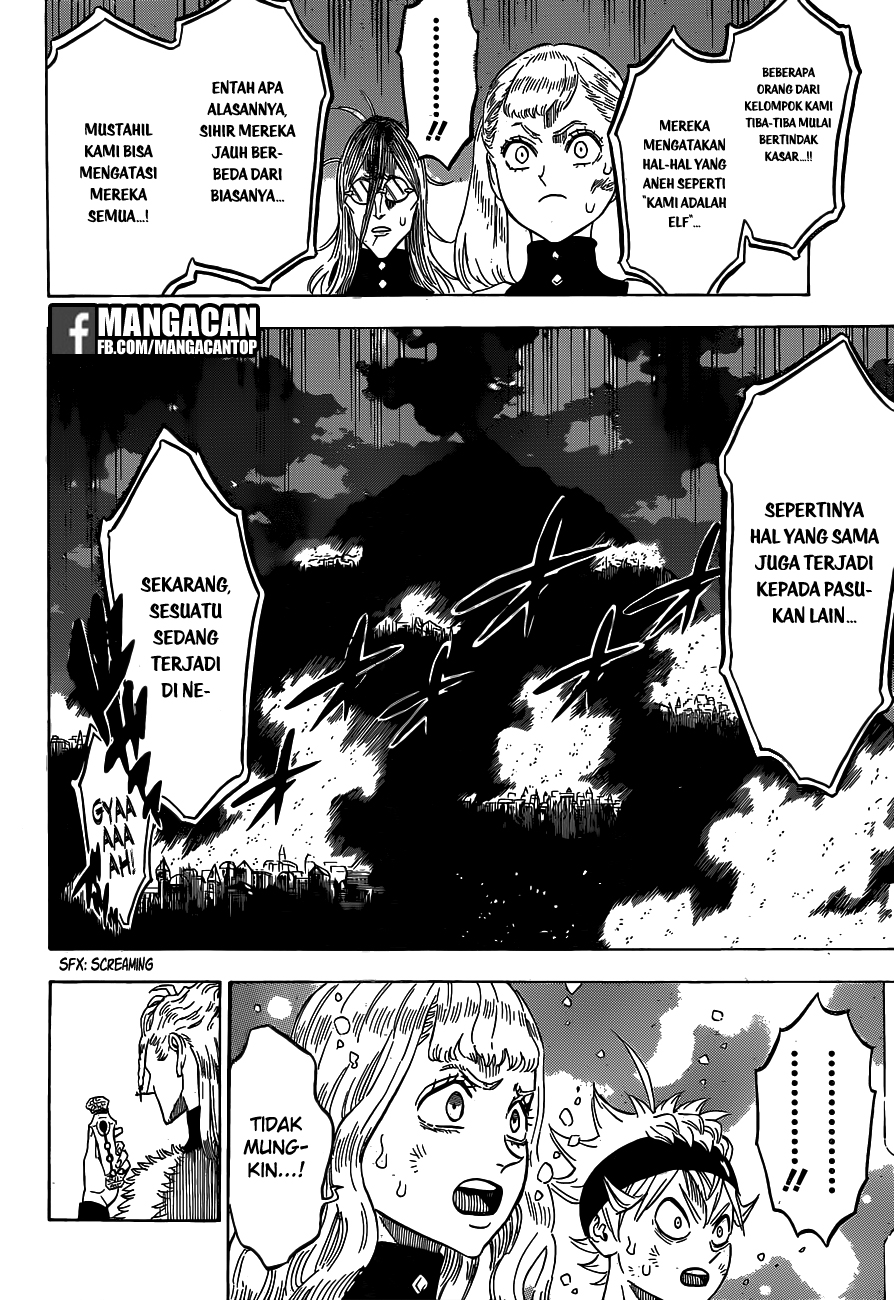 BEBERAPA
ORANG DARI
KELOMPOK KAMI
TIBA-TIBA MULAI
BERTINDAK
KASAR...!!
MEREKA
MENGATAKAN
HAL-HAL YANG
ANEH SEPERTI
"KAMI ADALAH
ELF"...
..........!!
ENTAH APA
ALASANNYA,
SIHIR MEREKA
JAUH BER-
BEDA DARI
BIASANYA...
MUSTAHIL
KAMI BISA
MENGATASI
MEREKA
SEMUA...!
MANGACAN
FB.COM/MANGACANTOP
SEPERTINYA
HAL YANG SAMA
JUGA TERJADI
KEPADA PASU-
KAN LAIN...
SEKARANG,
SESUATU
SEDANG
TERJADI
DI NE-
GYAA
AAA
AH!
SFX: SCREAMING
....................!!
TIDAK
MUNG-
KIN....!